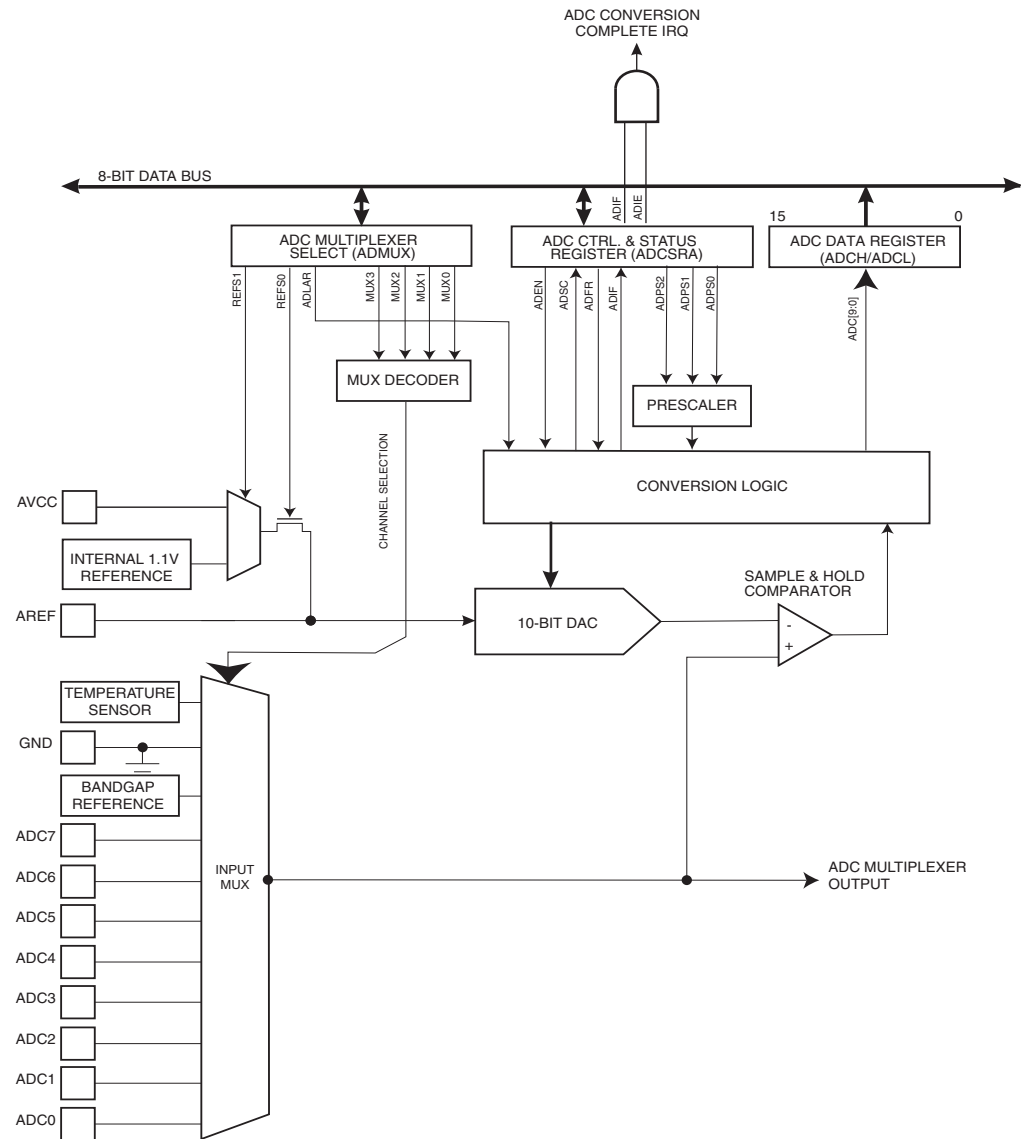 ADC CONVERSION
COMPLETE IRQ
8-BIT DATA BUS
ADIF
ADIE
15
0
ADC MULTIPLEXER
SELECT (ADMUX)
ADC CTRL. & STATUS
REGISTER (ADCSRA)
ADC DATA REGISTER
(ADCH/ADCL)
REFS1
REFS0
ADLAR
MUX3
MUX2
MUX1
MUX0
ADEN
ADSC
ADFR
ADIF
ADPS2
ADPS1
ADPS0
ADC[9:0]
MUX DECODER
PRESCALER
CHANNEL SELECTION
CONVERSION LOGIC
AVCC
INTERNAL 1.1V
REFERENCE
SAMPLE & HOLD
COMPARATOR
AREF
10-BIT DAC
-
+
TEMPERATURE
SENSOR
GND
BANDGAP
REFERENCE
ADC7
ADC6
INPUT
MUX
ADC MULTIPLEXER
OUTPUT
ADC5
ADC4
ADC3
ADC2
ADC1
ADC0